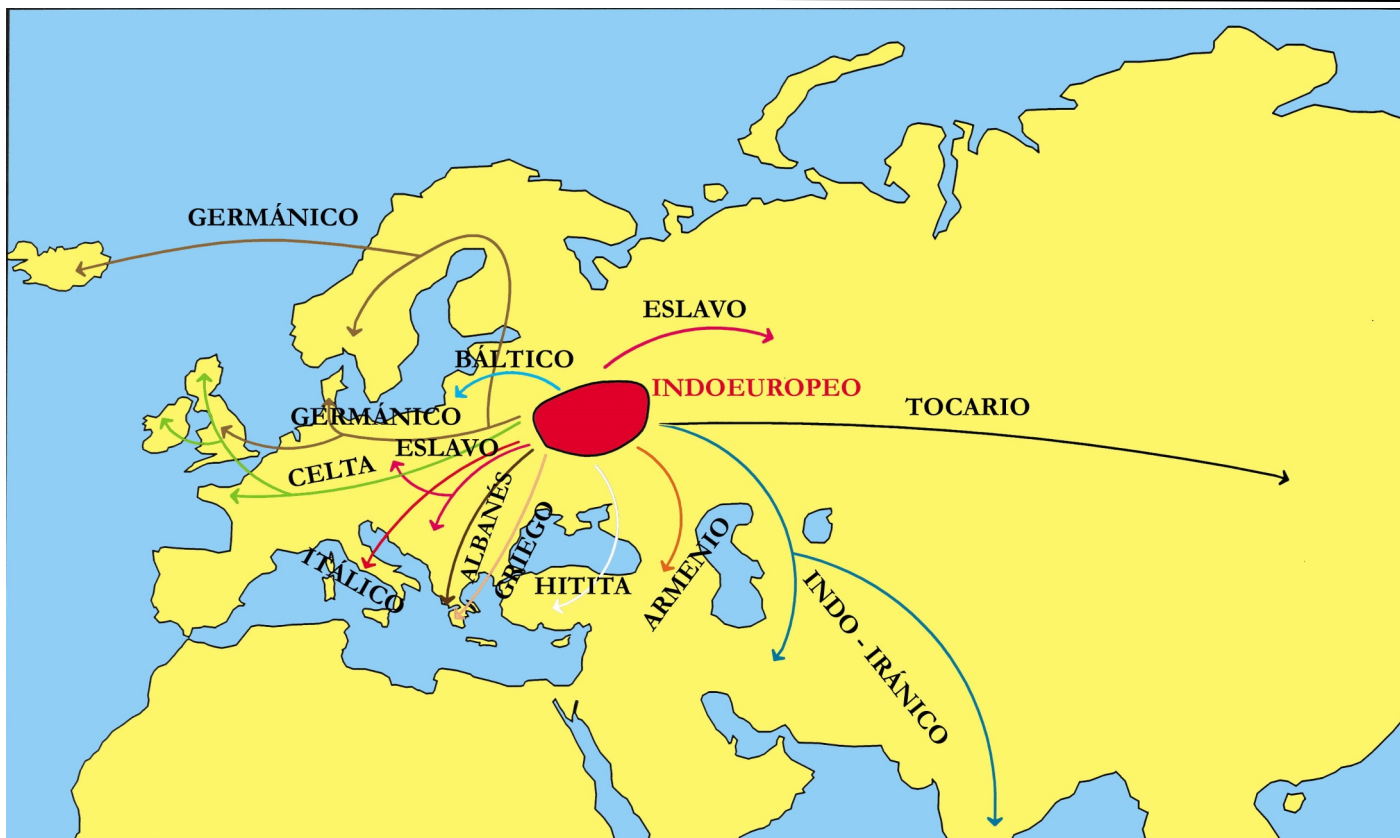 GERMÁNICO
ESLAVO
BÁLTICO
INDOEUROPEO
TOCARIO
GERMÁNICO
ESLAVO
CELTA
ALBANÉS
GRIEGO
ITÁLICO
HITITA
ARMENIO
INDO - IRÁNICO